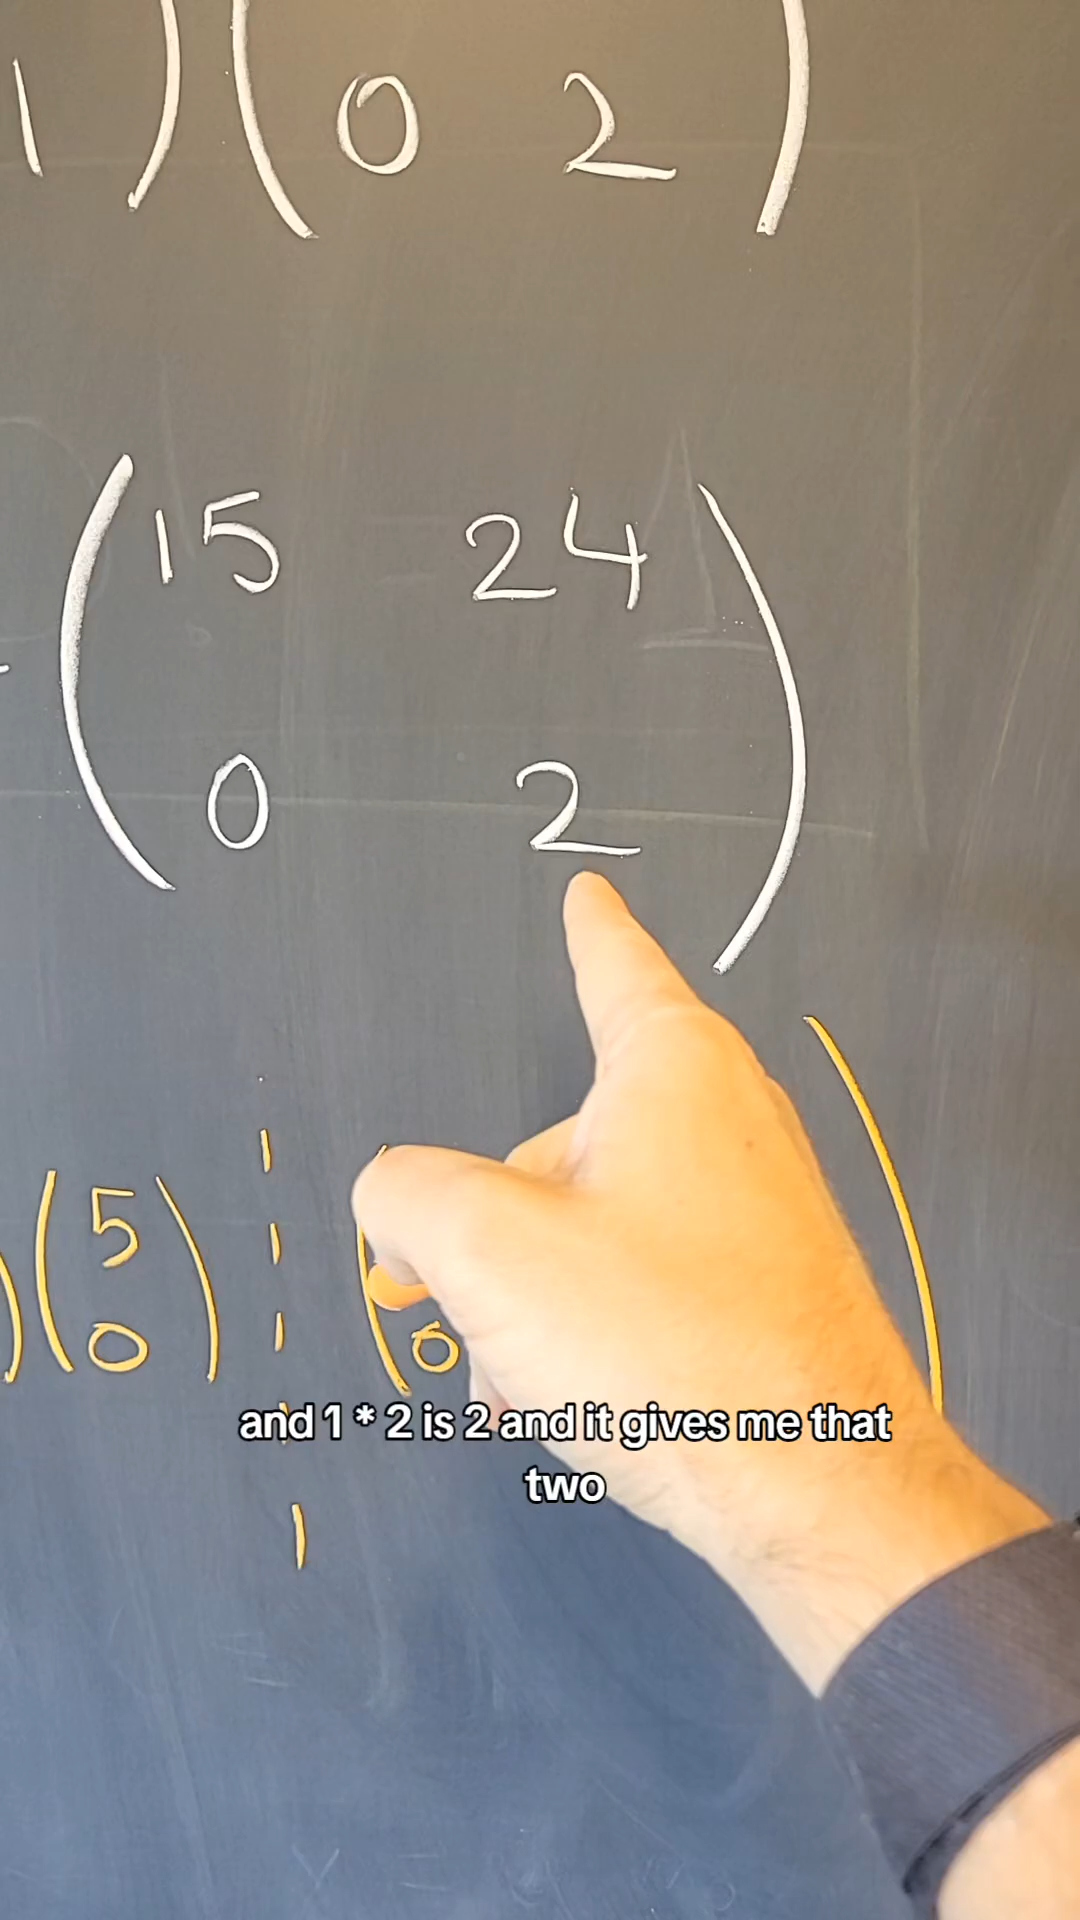 1 ) ( 0 2 )
( 15 24
0 2 )
) ( 5 ) ¦ ( )
0 0
and 1 * 2 is 2 and it gives me that
two